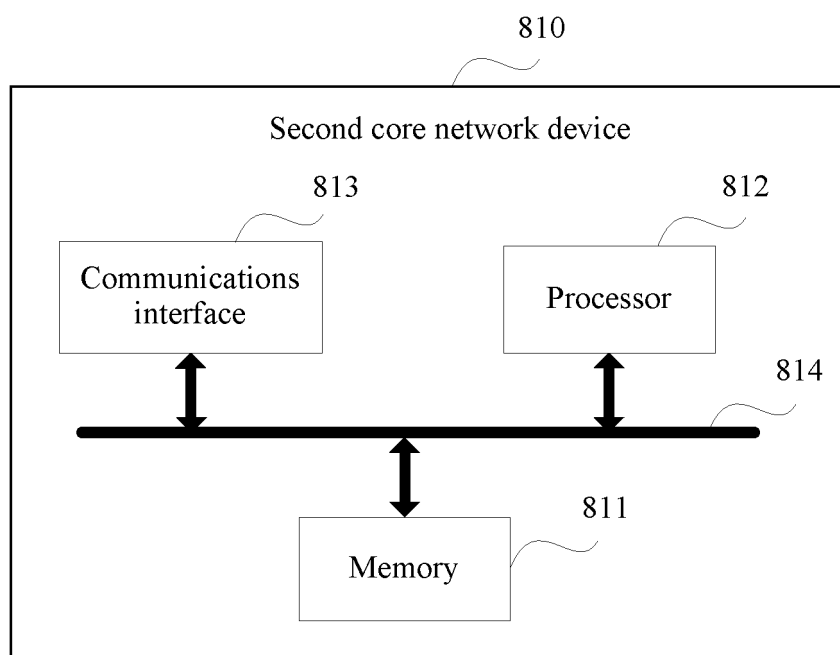 810
Second core network device
813
812
Communications
interface
Processor
814
811
Memory